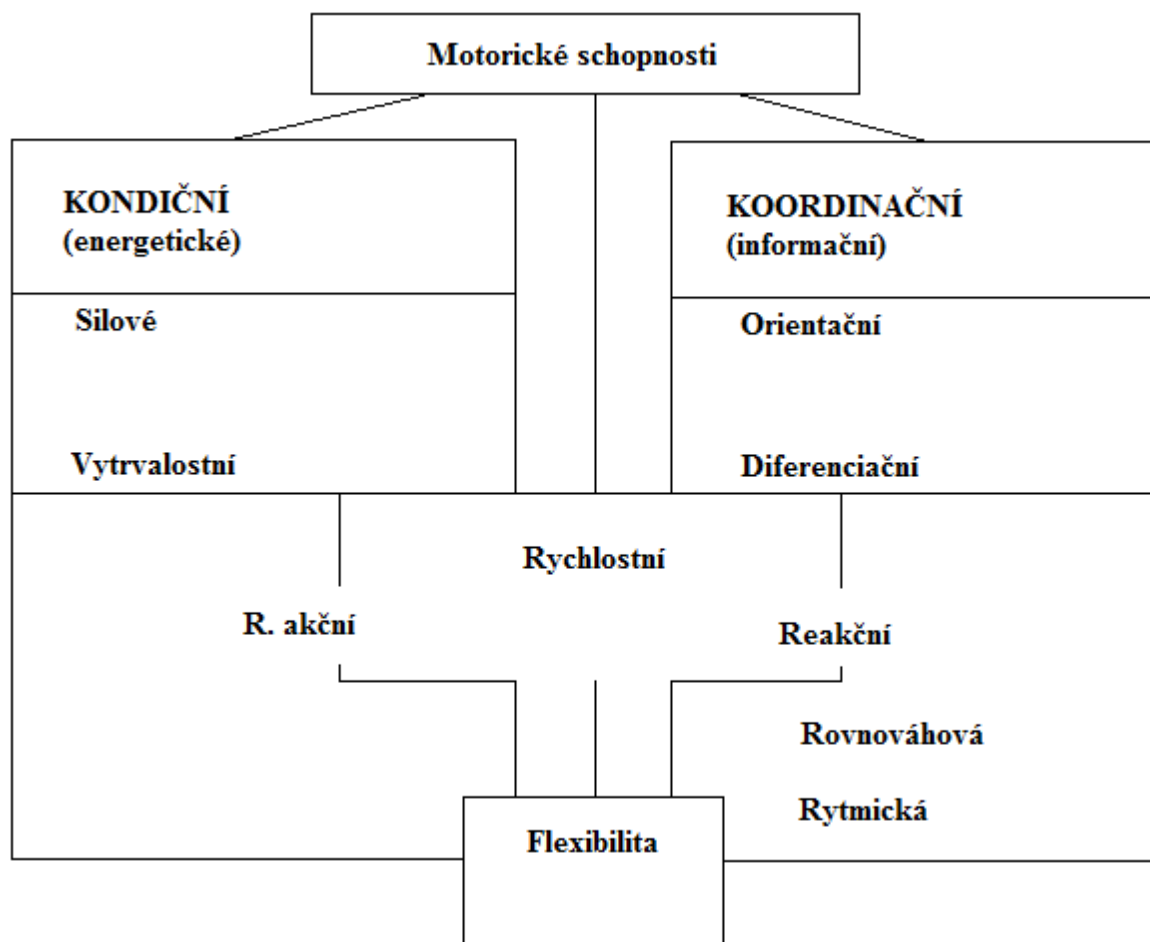 Motorické schopnosti
KONDIČNÍ
(energetické)
KOORDINAČNÍ
(informační)
Silové
Orientační
Vytrvalostní
Diferenciační
Rychlostní
R. akční
Reakční
Rovnováhová
Rytmická
Flexibilita